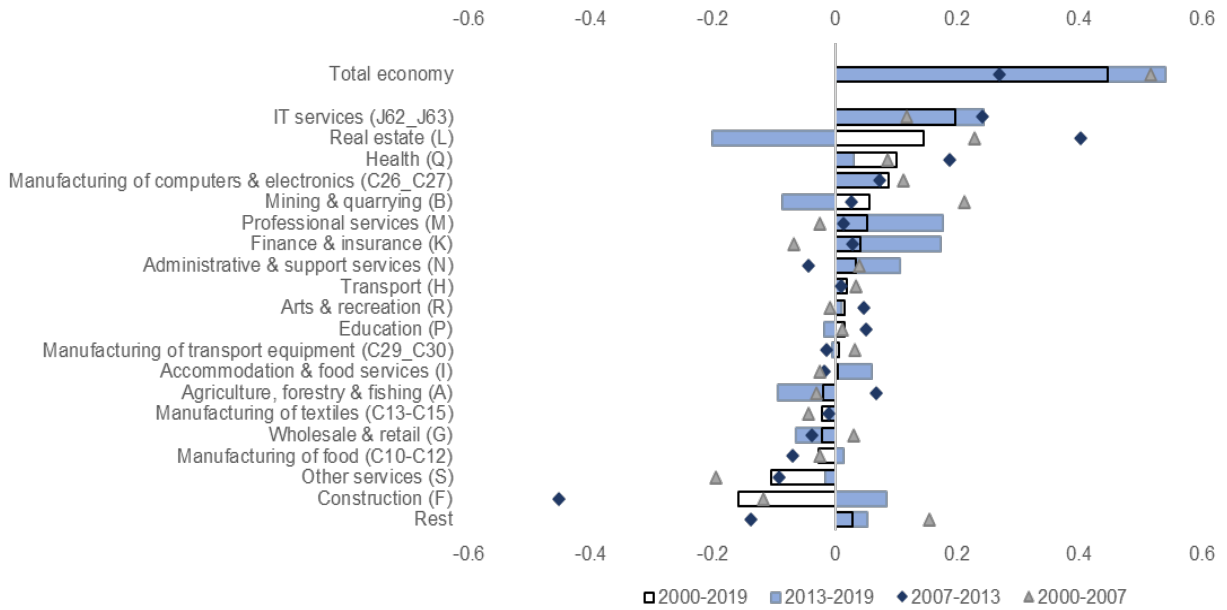 -0.6 -0.4 -0.2 0 0.2 0.4 0.6
Total economy
IT services (J62_J63)
Real estate (L)
Health (Q)
Manufacturing of computers & electronics (C26_C27)
Mining & quarrying (B)
Professional services (M)
Finance & insurance (K)
Administrative & support services (N)
Transport (H)
Arts & recreation (R)
Education (P)
Manufacturing of transport equipment (C29_C30)
Accommodation & food services (I)
Agriculture, forestry & fishing (A)
Manufacturing of textiles (C13-C15)
Wholesale & retail (G)
Manufacturing of food (C10-C12)
Other services (S)
Construction (F)
Rest
-0.6 -0.4 -0.2 0 0.2 0.4 0.6
2000-2019 2013-2019 2007-2013 2000-2007